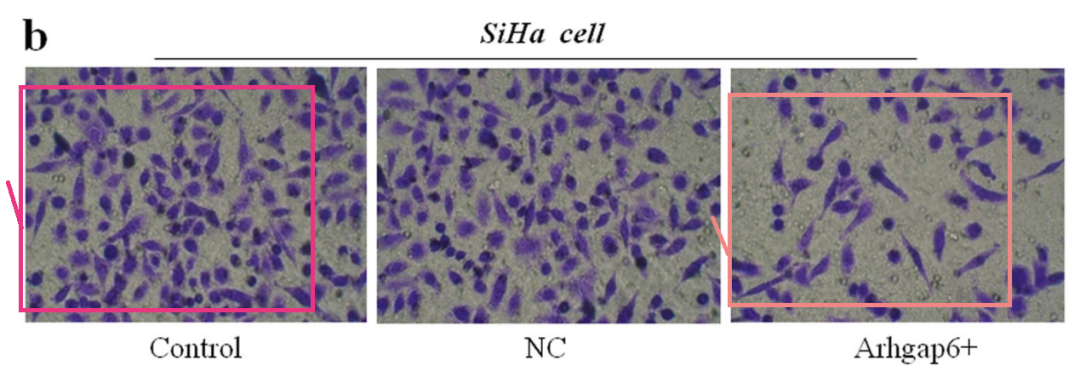 b
SiHa cell
Control
NC
Arhgap6+